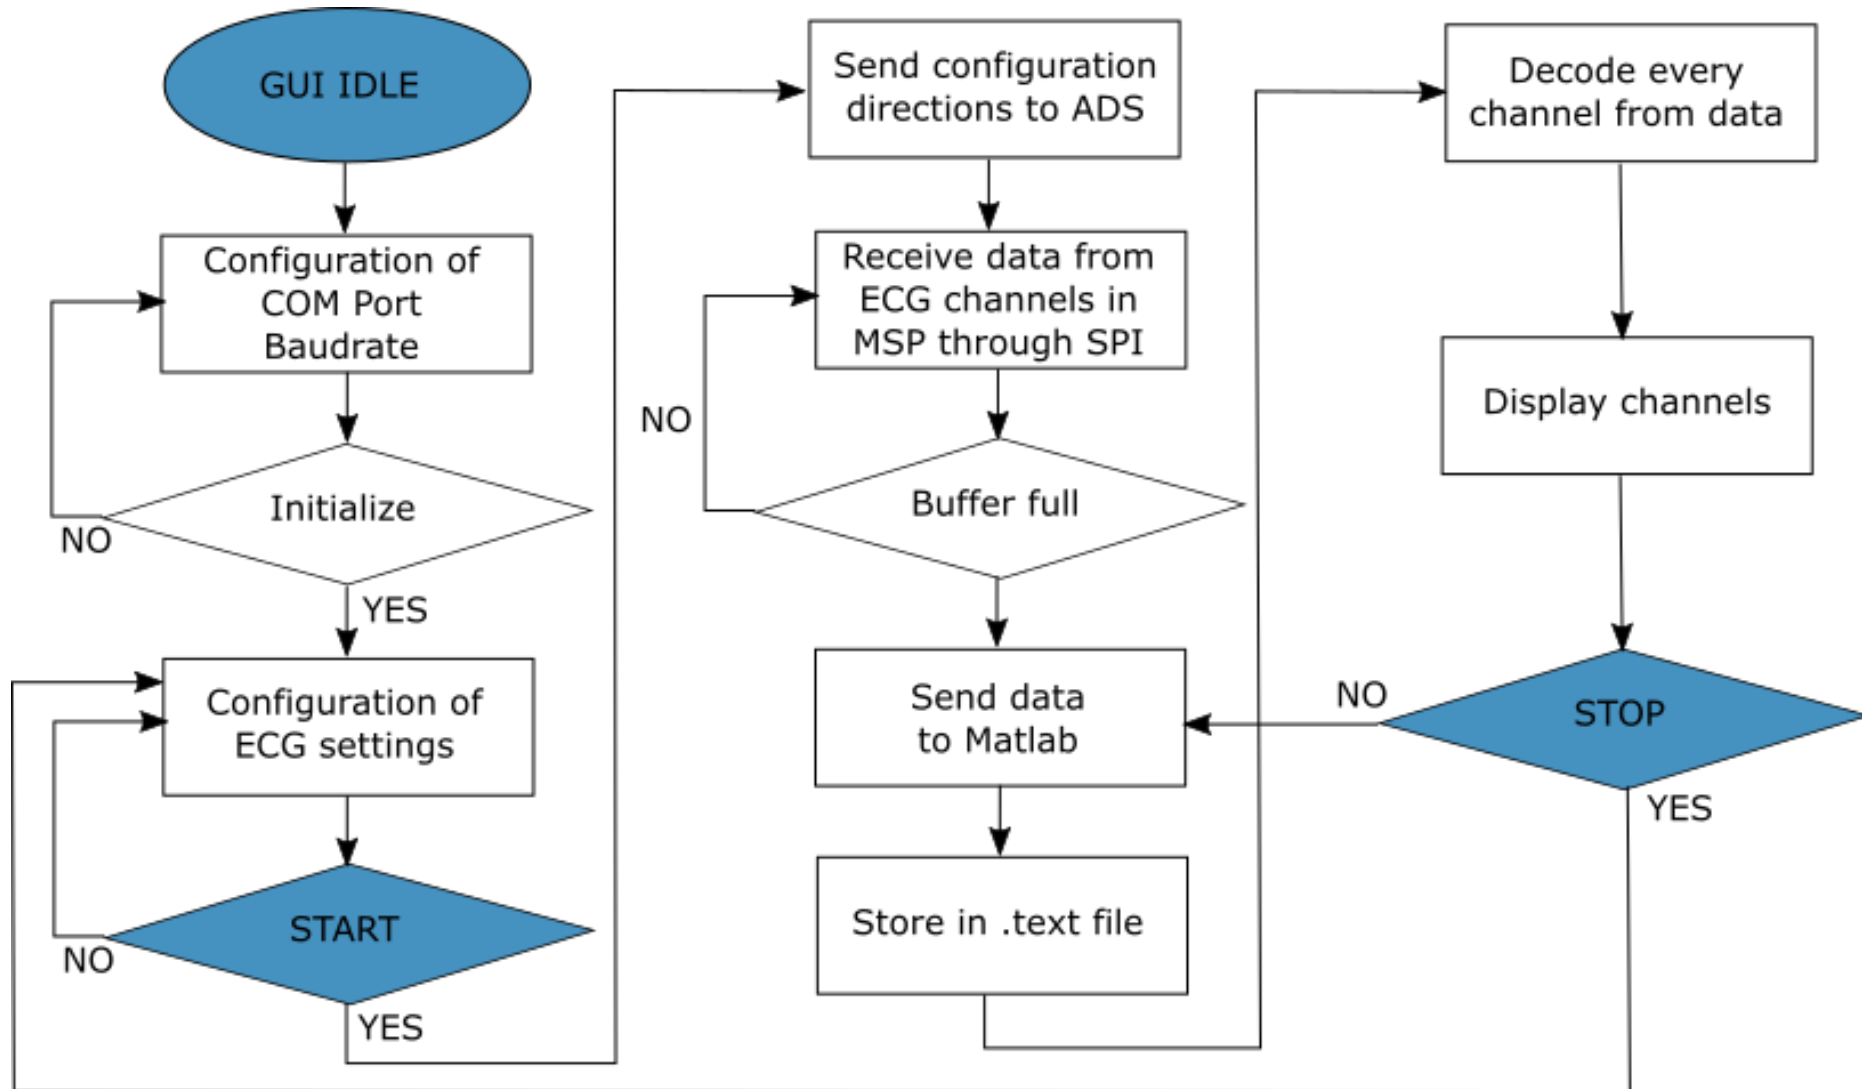 GUI IDLE
Configuration of
COM Port
Baudrate
Initialize
NO
YES
Configuration of
ECG settings
START
NO
YES
Send configuration
directions to ADS
Receive data from
ECG channels in
MSP through SPI
NO
Buffer full
Send data
to Matlab
Store in .text file
Decode every
channel from data
Display channels
NO
STOP
YES